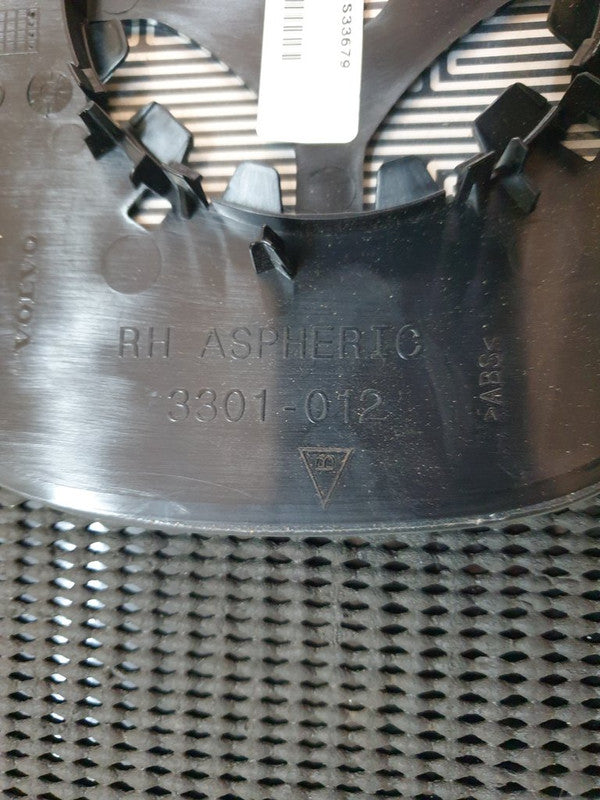 S33679
VOLVO
RH ASPHERIC
3301-012
>ABS<